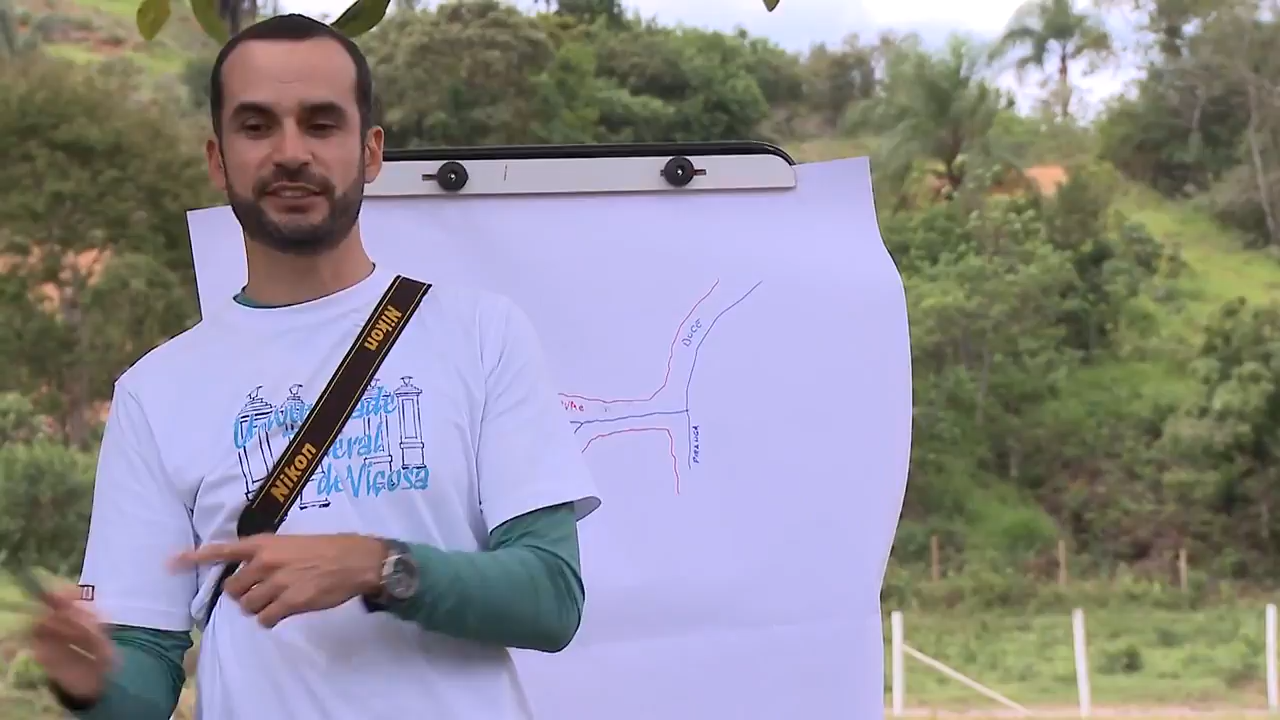 Nikon
Nikon
Universidade
Federal
de Viçosa
DOCE
PIRANGA